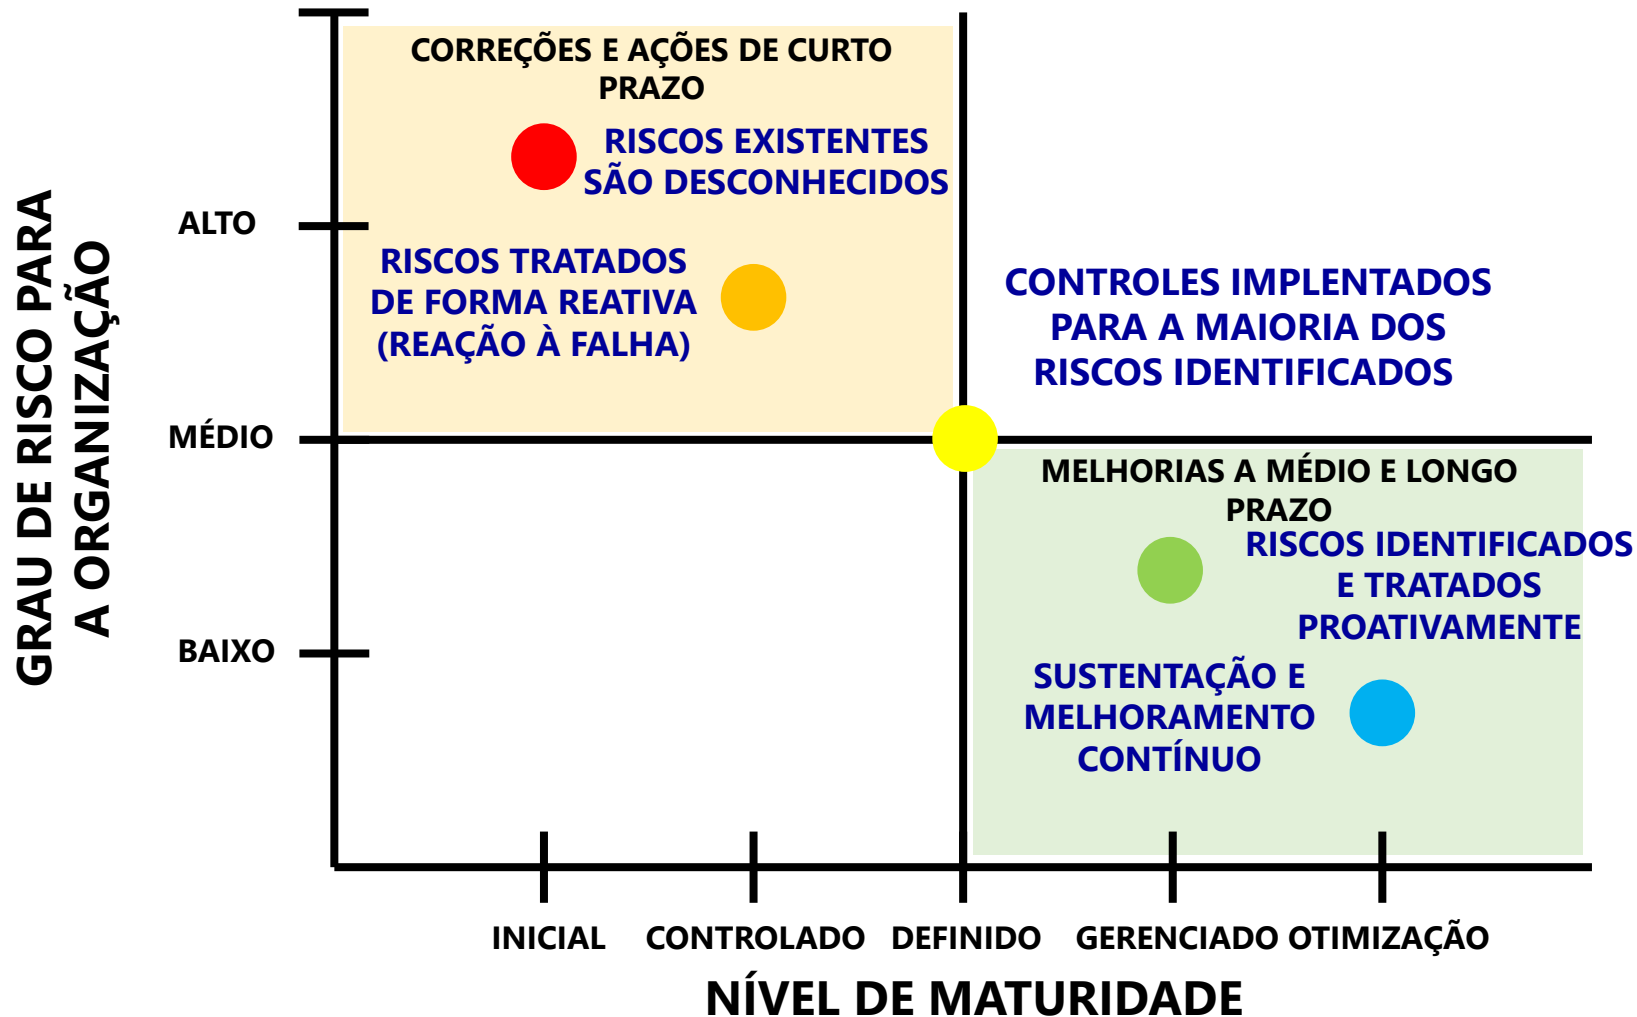 CORREÇÕES E AÇÕES DE CURTO
PRAZO
RISCOS EXISTENTES
SÃO DESCONHECIDOS
RISCOS TRATADOS
DE FORMA REATIVA
(REAÇÃO À FALHA)
CONTROLES IMPLENTADOS
PARA A MAIORIA DOS
RISCOS IDENTIFICADOS
MELHORIAS A MÉDIO E LONGO
PRAZO
RISCOS IDENTIFICADOS
E TRATADOS
PROATIVAMENTE
SUSTENTAÇÃO E
MELHORAMENTO
CONTÍNUO
GRAU DE RISCO PARA
A ORGANIZAÇÃO
ALTO
MÉDIO
BAIXO
INICIAL
CONTROLADO
DEFINIDO
GERENCIADO
OTIMIZAÇÃO
NÍVEL DE MATURIDADE